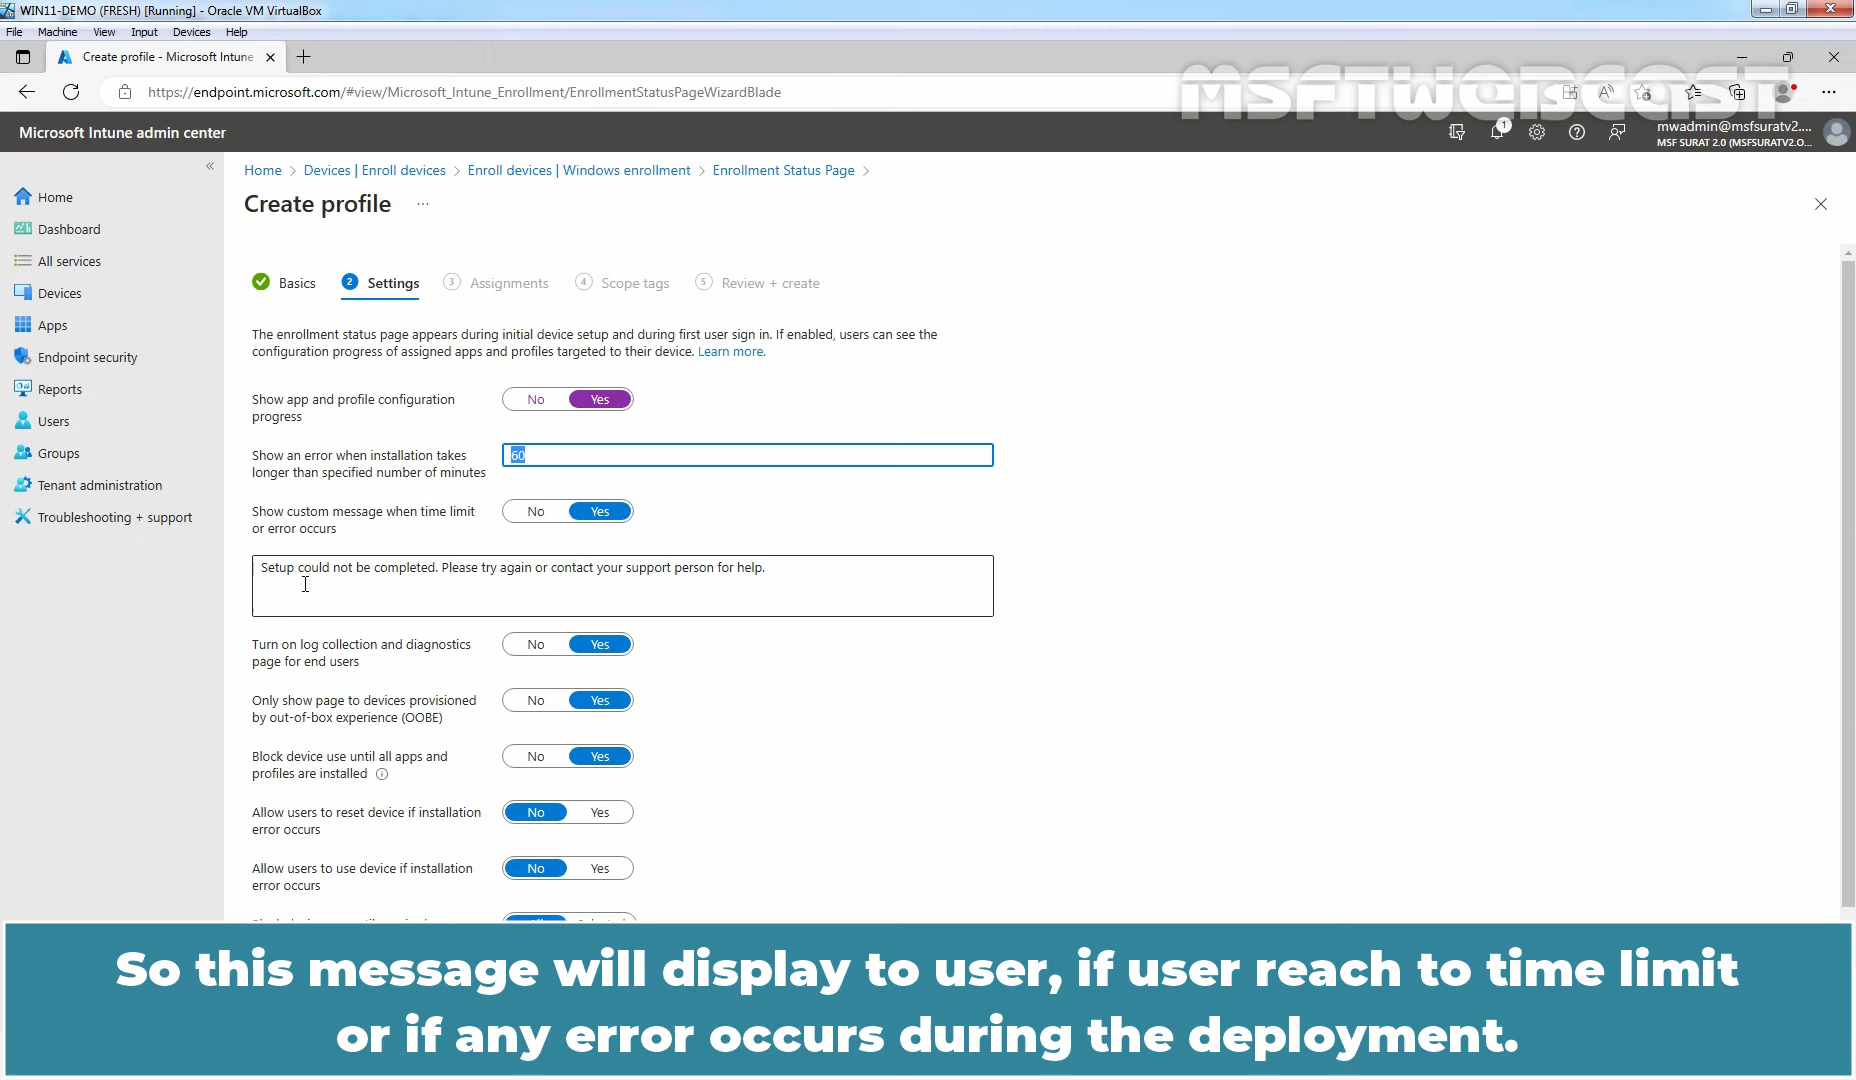 WIN11-DEMO (FRESH) [Running] - Oracle VM VirtualBox
File Machine View Input Devices Help
Create profile - Microsoft Intune
https://endpoint.microsoft.com/#view/Microsoft_Intune_Enrollment/EnrollmentStatusPageWizardBlade
MSFTWEBCAST
Microsoft Intune admin center
1
mwadmin@msfsuratv2....
MSF SURAT 2.0 (MSFSURATV2.O...
«
Home > Devices | Enroll devices > Enroll devices | Windows enrollment > Enrollment Status Page >
Create profile ...
Home
Dashboard
All services
Devices
Apps
Endpoint security
Reports
Users
Groups
Tenant administration
Troubleshooting + support
Basics 2 Settings 3 Assignments 4 Scope tags 5 Review + create
The enrollment status page appears during initial device setup and during first user sign in. If enabled, users can see the
configuration progress of assigned apps and profiles targeted to their device. Learn more.
Show app and profile configuration
progress
No Yes
Show an error when installation takes
longer than specified number of minutes
60
Show custom message when time limit
or error occurs
No Yes
Setup could not be completed. Please try again or contact your support person for help.
Turn on log collection and diagnostics
page for end users
No Yes
Only show page to devices provisioned
by out-of-box experience (OOBE)
No Yes
Block device use until all apps and
profiles are installed
No Yes
Allow users to reset device if installation
error occurs
No Yes
Allow users to use device if installation
error occurs
No Yes
So this message will display to user, if user reach to time limit
or if any error occurs during the deployment.